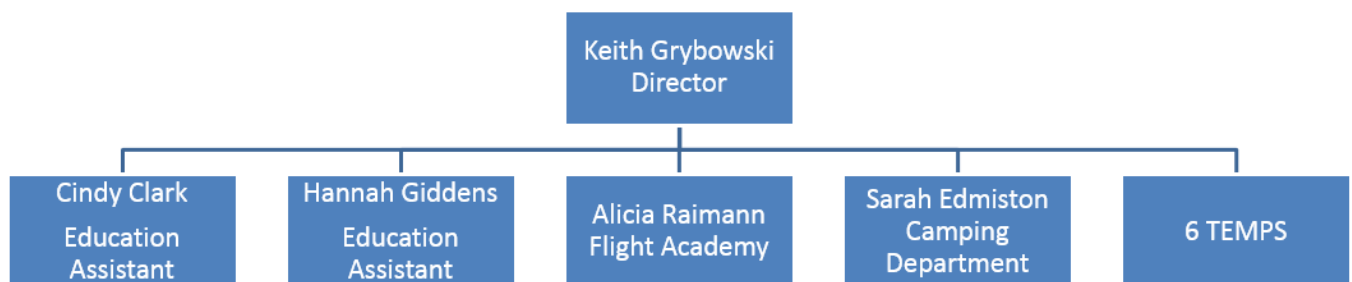 Keith Grybowski
Director
Cindy Clark
Education
Assistant
Hannah Giddens
Education
Assistant
Alicia Raimann
Flight Academy
Sarah Edmiston
Camping
Department
6 TEMPS